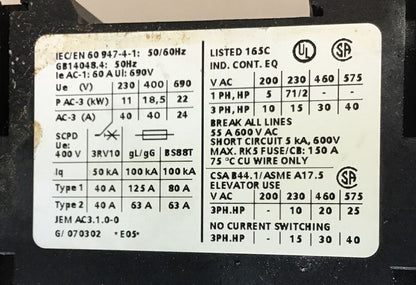 IEC/EN 60 947-4-1: 50/60Hz
GB14048.4: 50Hz
Ie AC-1: 60 A Ui: 690V
Ue (V) 230 400 690
P AC-3 (kW) 11 18,5 22
AC-3 (A) 40 40 24
SCPD
Ue:
400 V 3RV10 gL/gG BS88T
Iq 50 kA 100 kA 100 kA
Type 1 40 A 125 A 80 A
Type 2 40 A 63 A 63 A
JEM AC3.1.0-0
G/ 070302 *E05*
LISTED 165C UL SA
IND. CONT. EQ
V AC 200 230 460 575
1 PH, HP 5 71/2 - -
3 PH, HP 10 15 30 40
BREAK ALL LINES
55 A 600 V AC
SHORT CIRCUIT 5 kA, 600V
MAX. RK5 FUSE/CB: 150 A
75 °C CU WIRE ONLY
CSA B44.1/ASME A17.5 SA
ELEVATOR USE
V AC 200 230 460 575
3PH.HP - 10 20 25
NO CURRENT SWITCHING
3PH.HP - 15 30 40